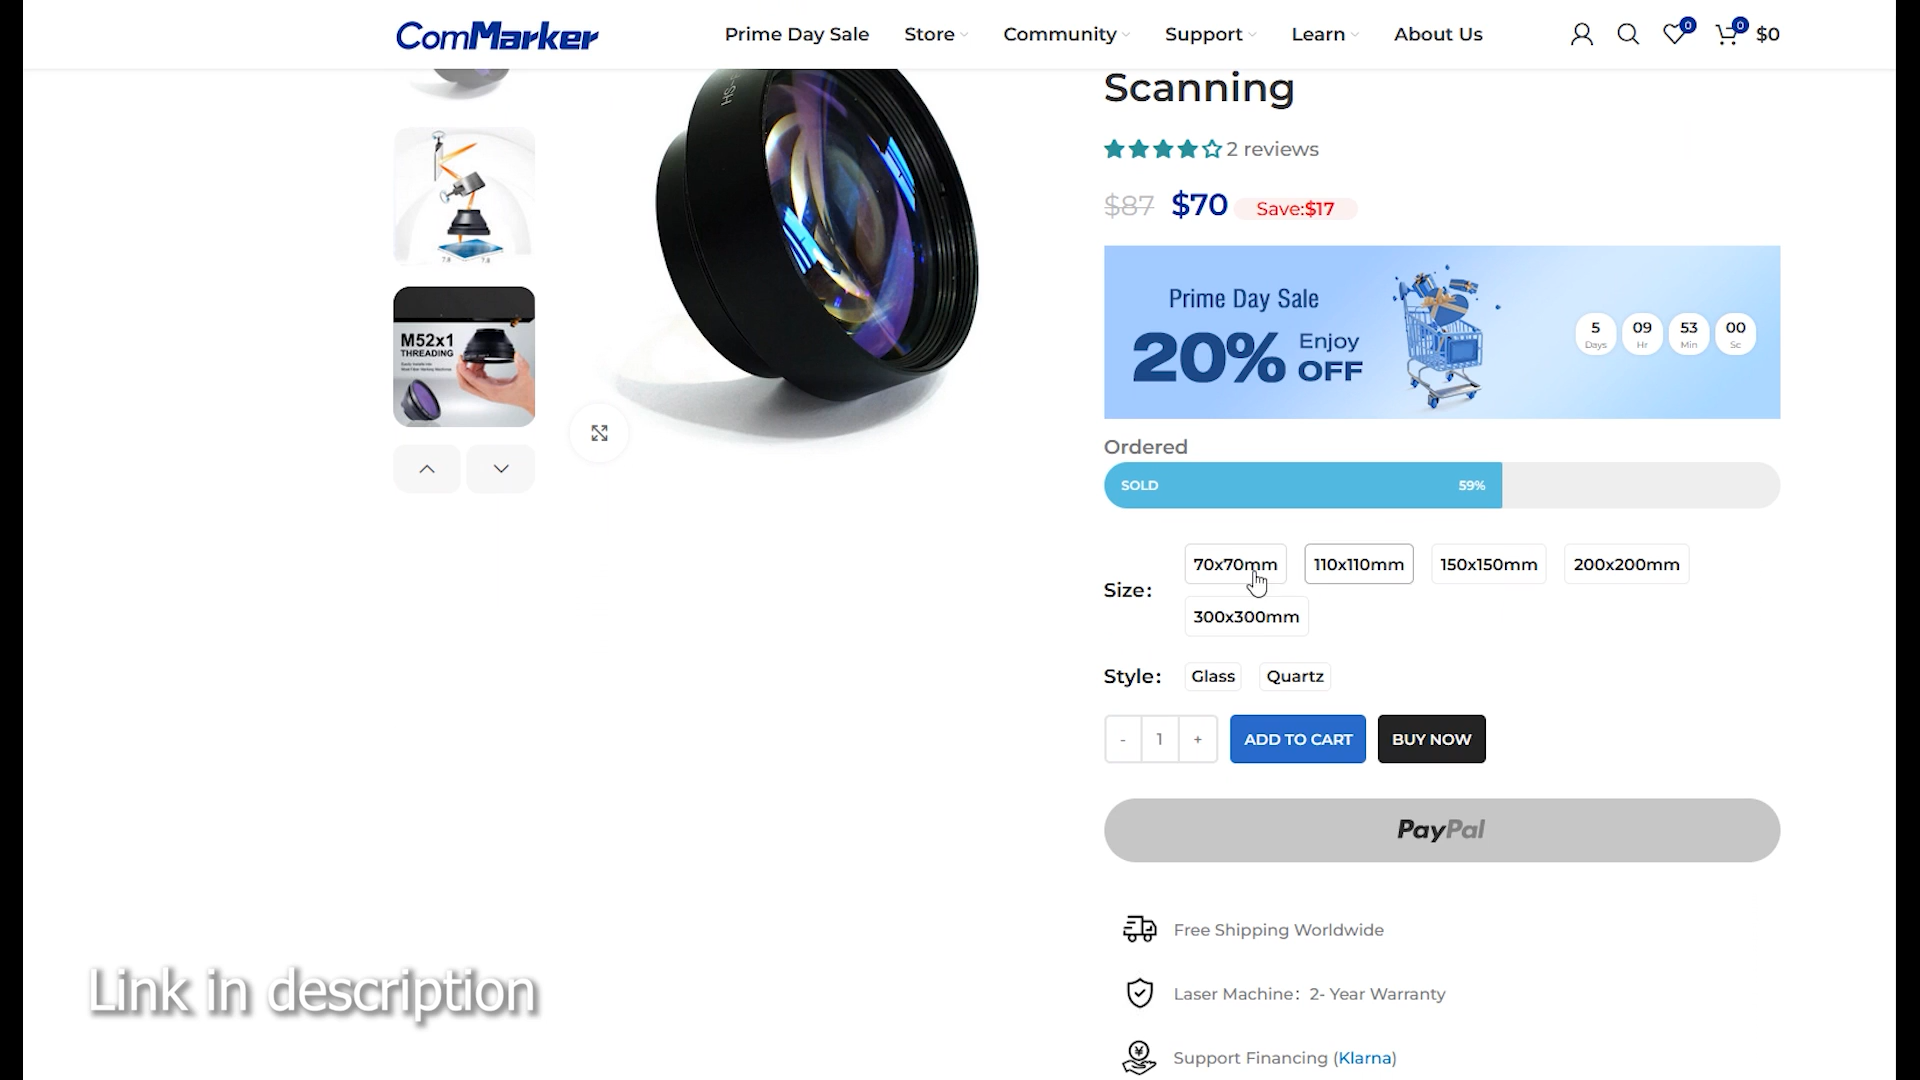 ComMarker
Prime Day Sale
Store
Community
Support
Learn
About Us
0
0
$0
Scanning
2 reviews
$87 $70 Save:$17
M52x1
THREADING
Prime Day Sale
20% Enjoy OFF
5 Days
09 Hr
53 Min
00 Sc
Ordered
SOLD 59%
Size:
70x70mm
110x110mm
150x150mm
200x200mm
300x300mm
Style:
Glass
Quartz
- 1 +
ADD TO CART
BUY NOW
PayPal
Free Shipping Worldwide
Laser Machine：2- Year Warranty
Support Financing (Klarna)
Link in description